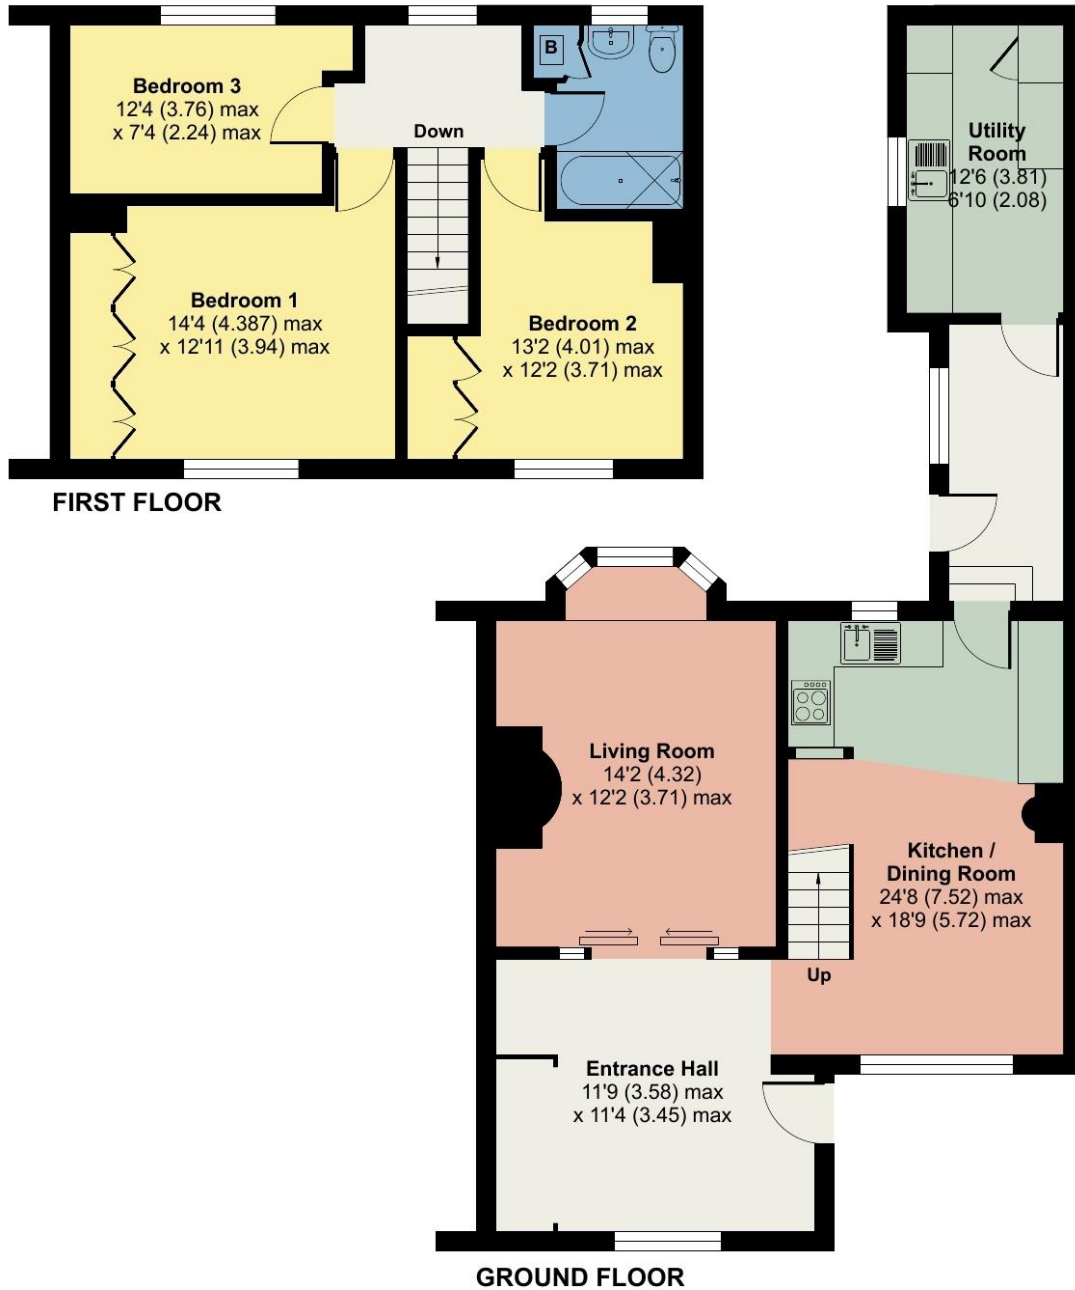 Bedroom 3
12'4 (3.76) max
x 7'4 (2.24) max
B
Down
Bedroom 1
14'4 (4.387) max
x 12'11 (3.94) max
Bedroom 2
13'2 (4.01) max
x 12'2 (3.71) max
FIRST FLOOR
Utility
Room
12'6 (3.81)
6'10 (2.08)
Living Room
14'2 (4.32)
x 12'2 (3.71) max
Kitchen /
Dining Room
24'8 (7.52) max
x 18'9 (5.72) max
Up
Entrance Hall
11'9 (3.58) max
x 11'4 (3.45) max
GROUND FLOOR